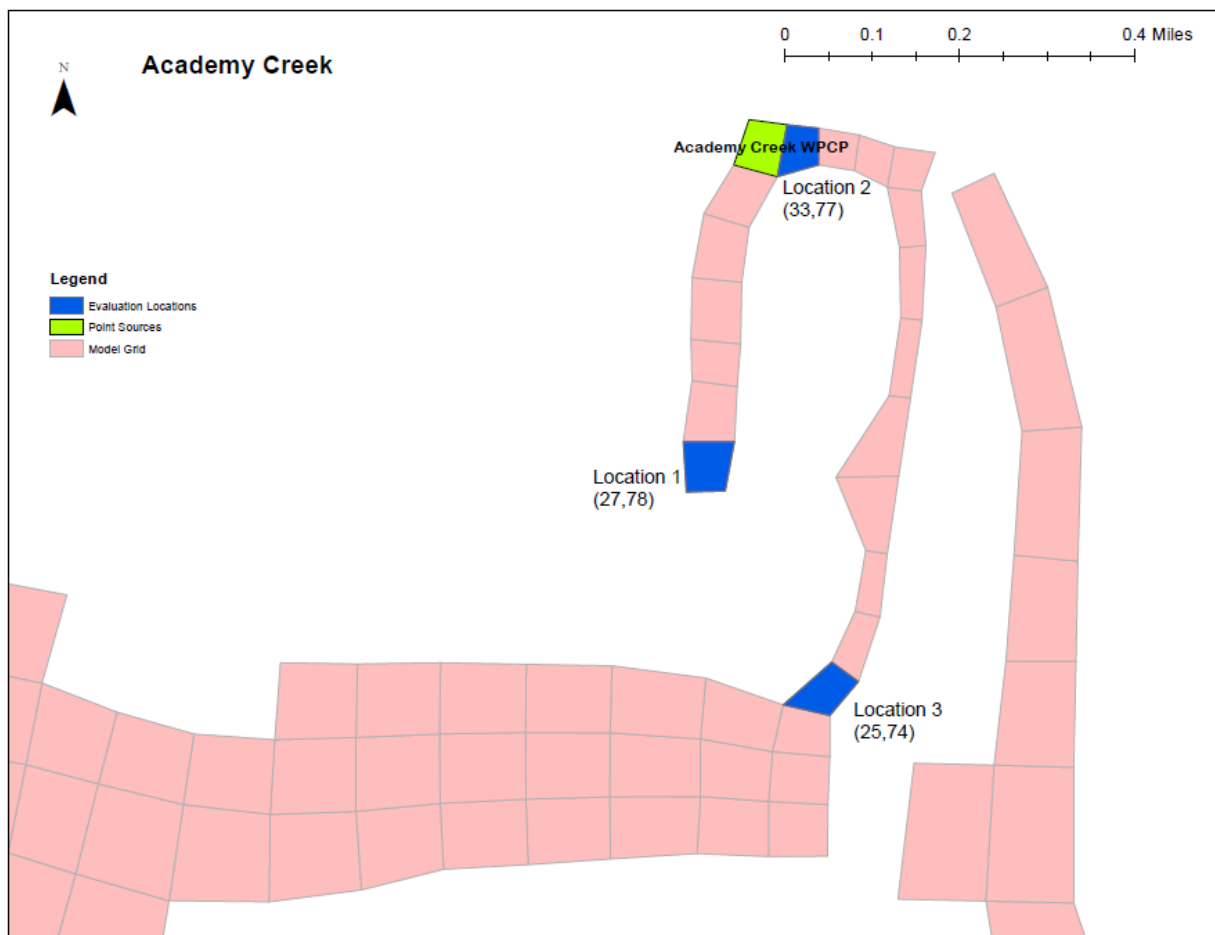 0 0.1 0.2 0.4 Miles
Academy Creek
N
Academy Creek WPCP
Location 2
(33,77)
Legend
Evaluation Locations
Point Sources
Model Grid
Location 1
(27,78)
Location 3
(25,74)